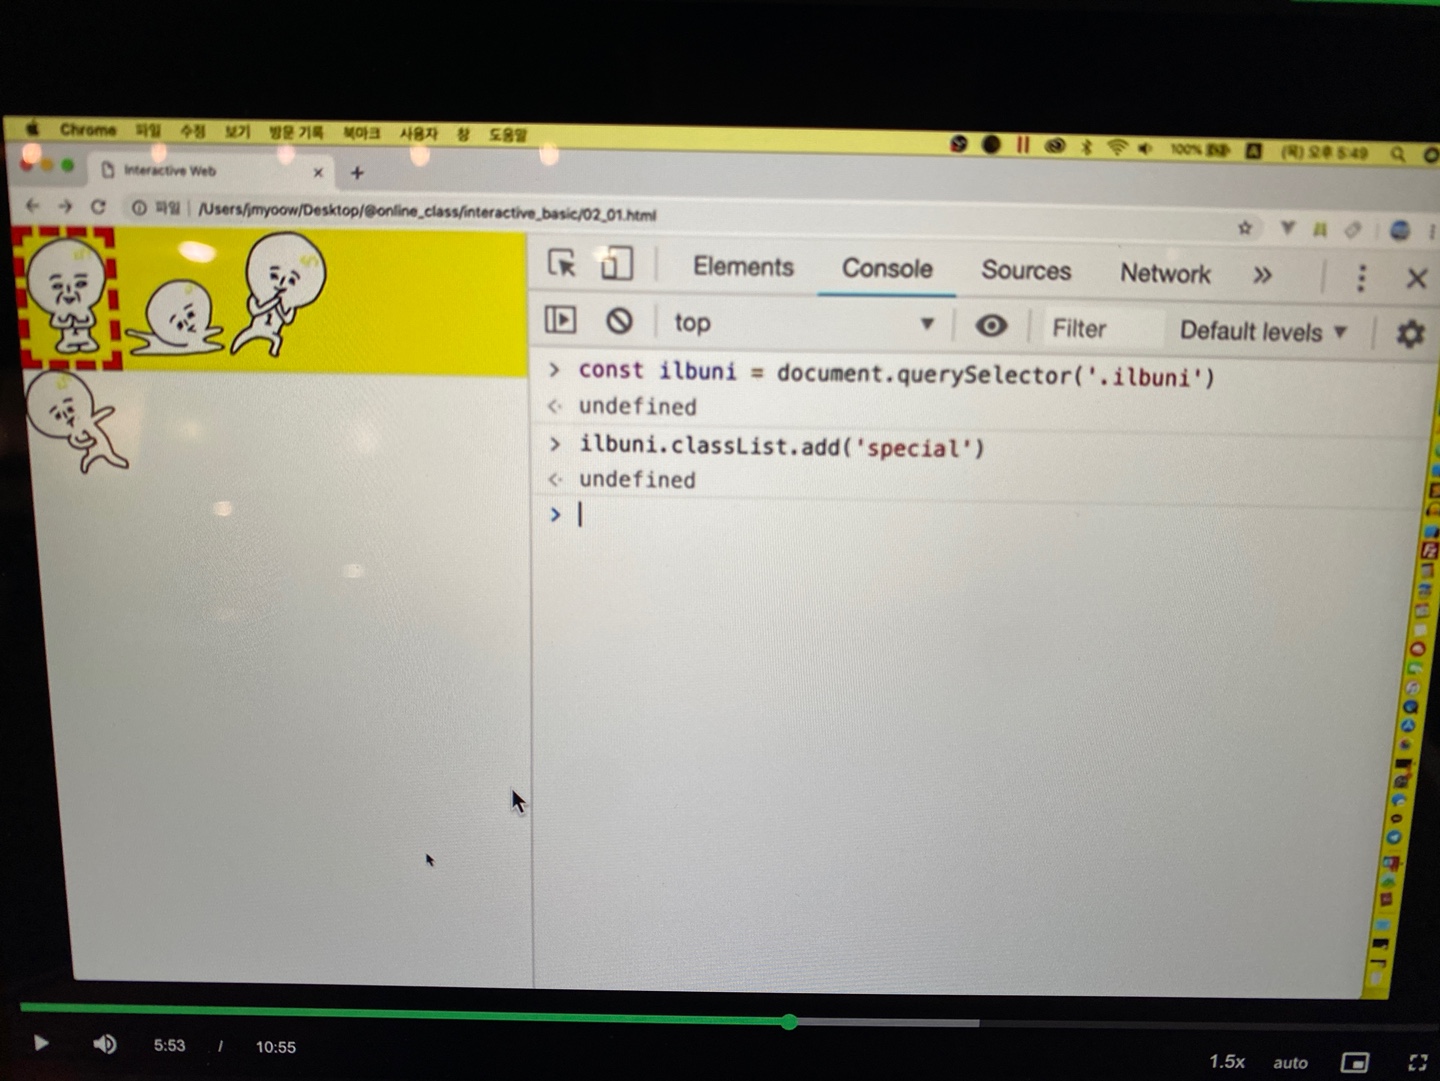 Chrome 파일 수정 보기 방문 기록 북마크 사용자 창 도움말
100% (목) 오후 5:49
Interactive Web
파일 /Users/jmyoow/Desktop/@online_class/interactive_basic/02_01.html
Elements Console Sources Network
top Filter Default levels
const ilbuni = document.querySelector('.ilbuni')
undefined
ilbuni.classList.add('special')
undefined
5:53 / 10:55
1.5x auto